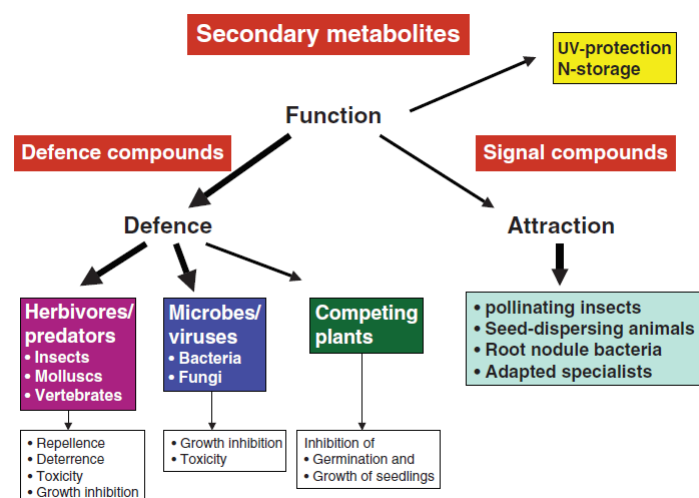 Secondary metabolites
UV-protection
N-storage
Function
Defence compounds
Signal compounds
Defence
Attraction
Herbivores/
predators
• Insects
• Molluscs
• Vertebrates
Microbes/
viruses
• Bacteria
• Fungi
Competing
plants
• pollinating insects
• Seed-dispersing animals
• Root nodule bacteria
• Adapted specialists
• Repellence
• Deterrence
• Toxicity
• Growth inhibition
• Growth inhibition
• Toxicity
Inhibition of
• Germination and
• Growth of seedlings